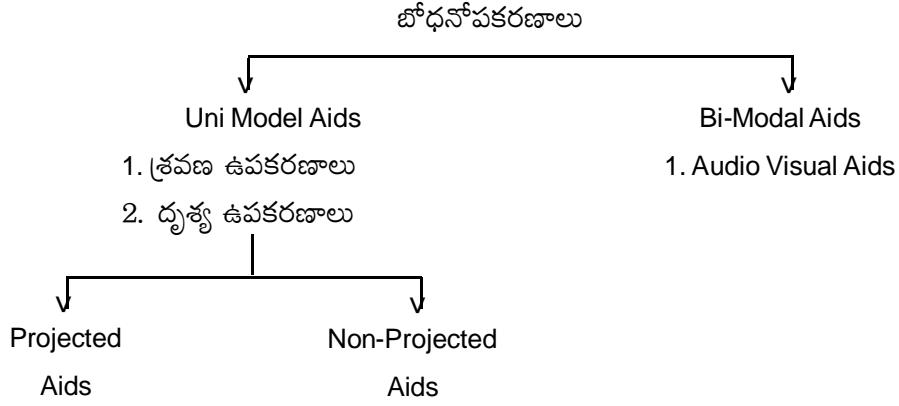 బోధనోపకరణాలు
Uni Model Aids
Bi-Modal Aids
1. శ్రవణ ఉపకరణాలు
1. Audio Visual Aids
2. దృశ్య ఉపకరణాలు
Projected
Non-Projected
Aids
Aids